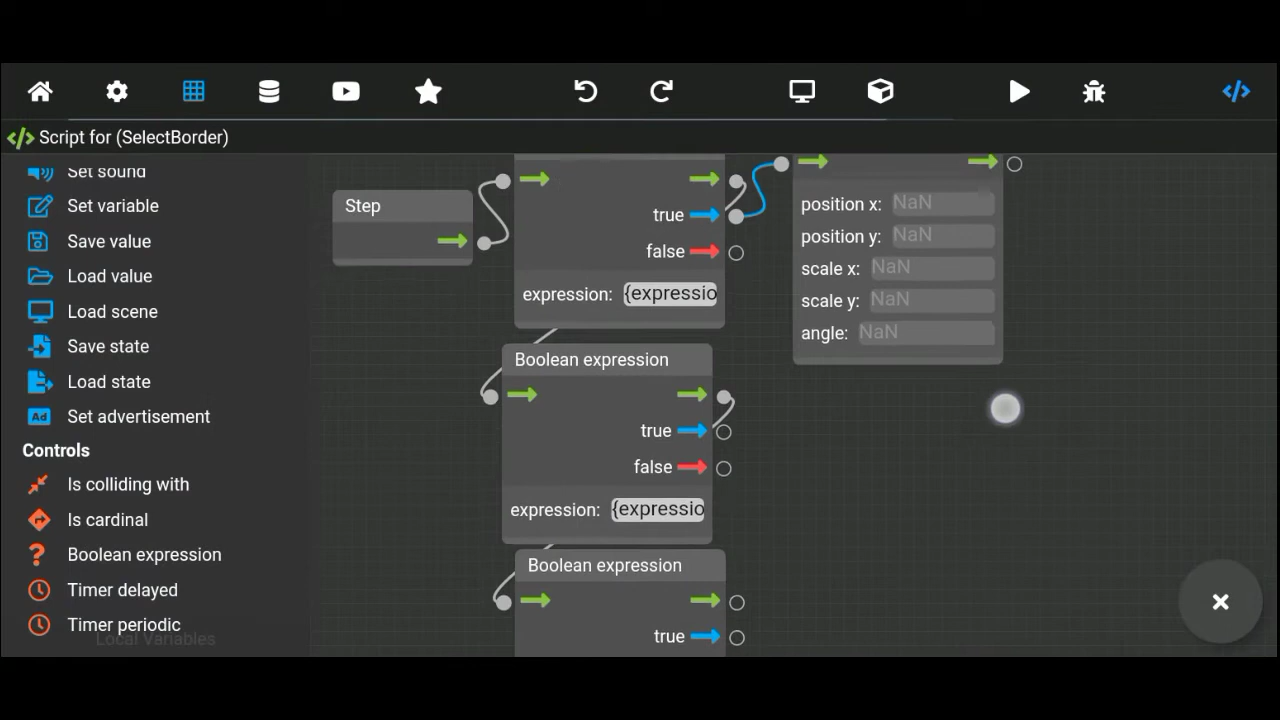 Script for (SelectBorder)
Set sound
Set variable
Save value
Load value
Load scene
Save state
Load state
Ad Set advertisement
Controls
Is colliding with
Is cardinal
Boolean expression
Timer delayed
Timer periodic
Local Variables
Step
true
false
expression: {expressio
Boolean expression
true
false
expression: {expressio
Boolean expression
true
position x: NaN
position y: NaN
scale x: NaN
scale y: NaN
angle: NaN